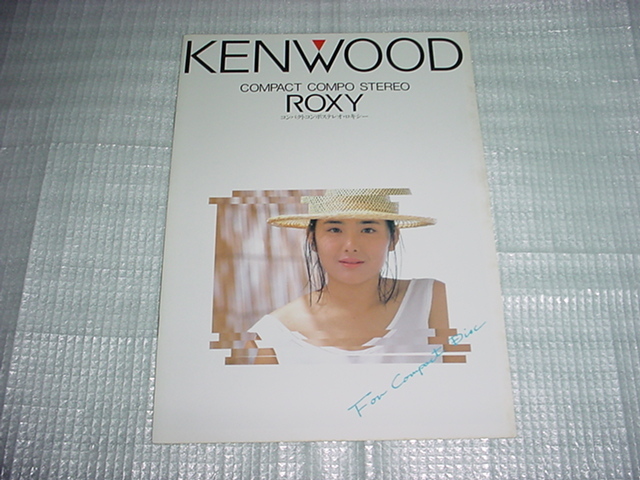 KENWOOD
COMPACT COMPO STEREO
ROXY
コンパクトコンポステレオ・ロキシー
For Compact Disc